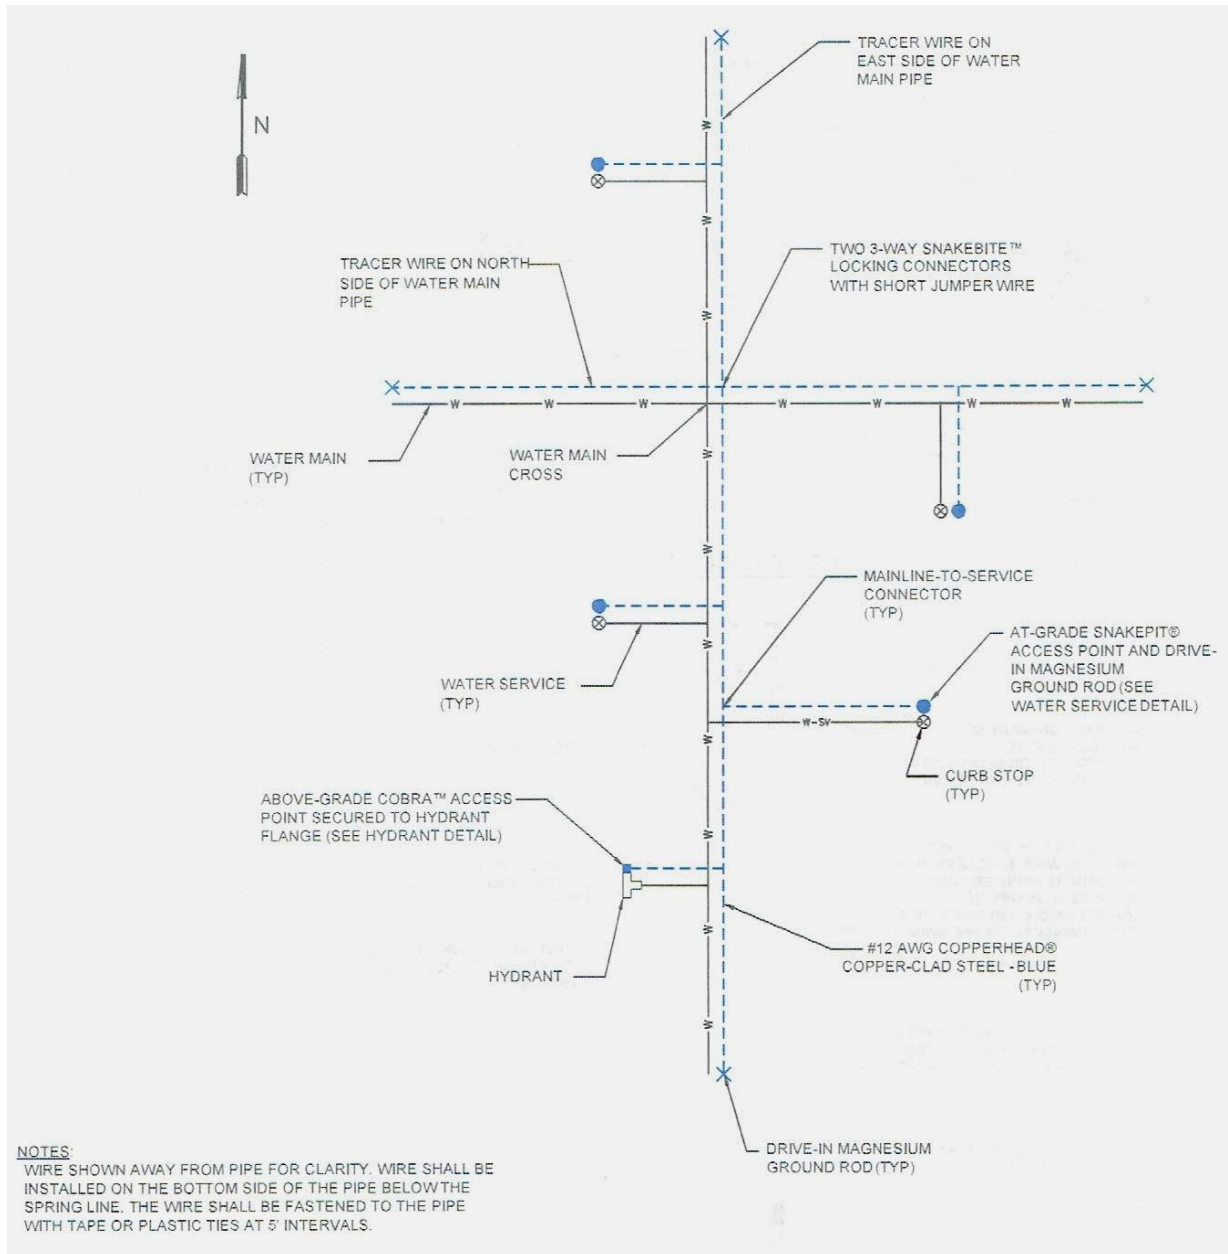 TRACER WIRE ON
EAST SIDE OF WATER
MAIN PIPE
N
W
W
TWO 3-WAY SNAKEBITE™
LOCKING CONNECTORS
WITH SHORT JUMPER WIRE
TRACER WIRE ON NORTH
SIDE OF WATER MAIN
PIPE
W
W W W W W W W
WATER MAIN
(TYP)
WATER MAIN
CROSS
W
W
MAINLINE-TO-SERVICE
CONNECTOR
(TYP)
AT-GRADE SNAKEPIT®
ACCESS POINT AND DRIVE-
IN MAGNESIUM
GROUND ROD (SEE
WATER SERVICE DETAIL)
W
WATER SERVICE
(TYP)
W-SV
W
CURB STOP
(TYP)
ABOVE-GRADE COBRA™ ACCESS
POINT SECURED TO HYDRANT
FLANGE (SEE HYDRANT DETAIL)
W
W
#12 AWG COPPERHEAD®
COPPER-CLAD STEEL - BLUE
(TYP)
HYDRANT
W
DRIVE-IN MAGNESIUM
GROUND ROD (TYP)
NOTES:
WIRE SHOWN AWAY FROM PIPE FOR CLARITY. WIRE SHALL BE
INSTALLED ON THE BOTTOM SIDE OF THE PIPE BELOW THE
SPRING LINE. THE WIRE SHALL BE FASTENED TO THE PIPE
WITH TAPE OR PLASTIC TIES AT 5' INTERVALS.